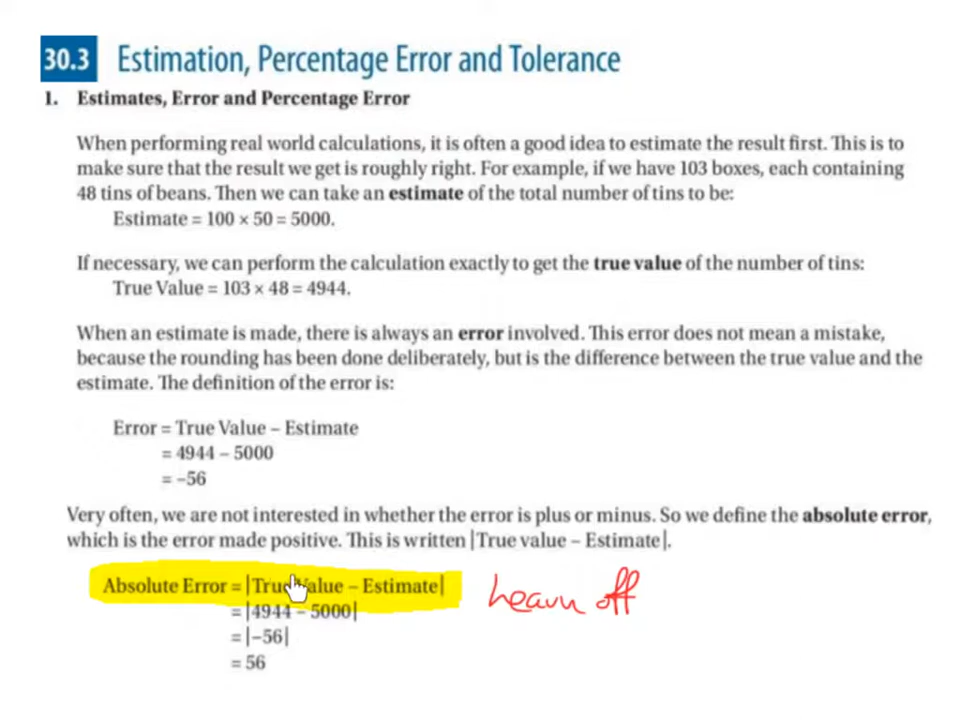 30.3 Estimation, Percentage Error and Tolerance
1. Estimates, Error and Percentage Error
When performing real world calculations, it is often a good idea to estimate the result first. This is to
make sure that the result we get is roughly right. For example, if we have 103 boxes, each containing
48 tins of beans. Then we can take an estimate of the total number of tins to be:
Estimate = 100 × 50 = 5000.
If necessary, we can perform the calculation exactly to get the true value of the number of tins:
True Value = 103 × 48 = 4944.
When an estimate is made, there is always an error involved. This error does not mean a mistake,
because the rounding has been done deliberately, but is the difference between the true value and the
estimate. The definition of the error is:
Error = True Value – Estimate
= 4944 – 5000
= –56
Very often, we are not interested in whether the error is plus or minus. So we define the absolute error,
which is the error made positive. This is written |True value – Estimate|.
Absolute Error = |True Value – Estimate| learn off
= |4944 – 5000|
= |–56|
= 56